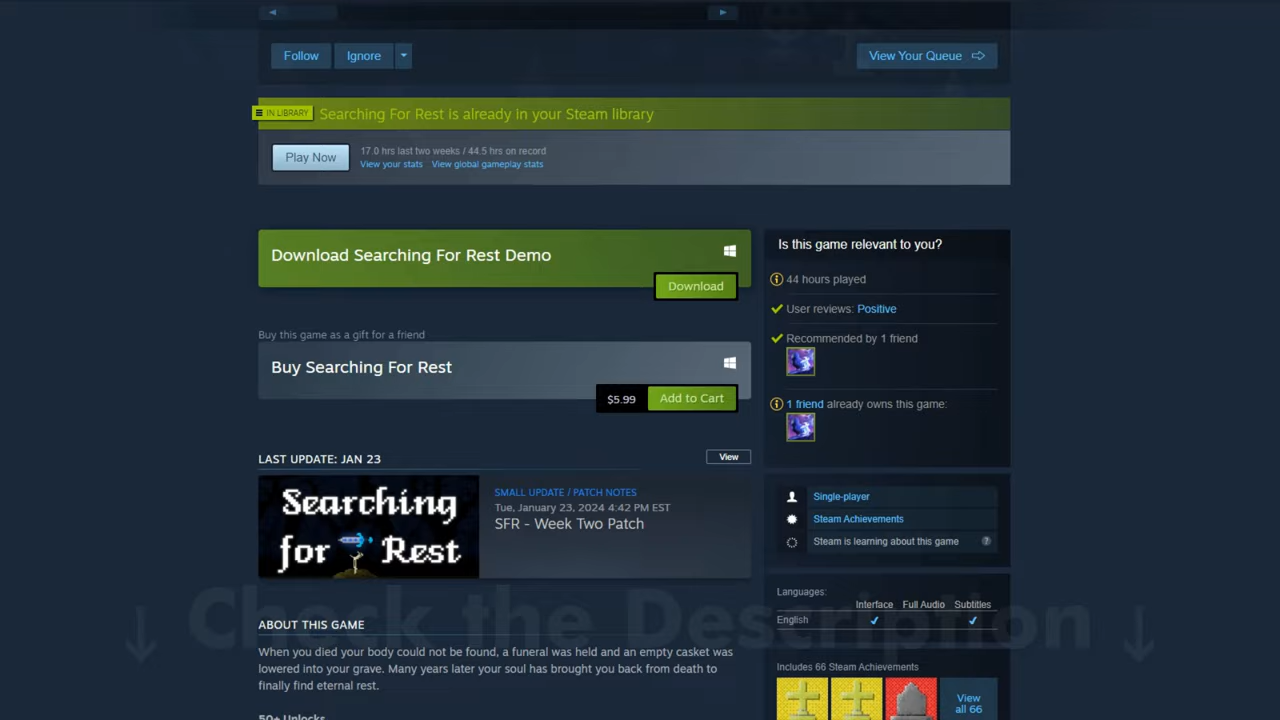 Follow
Ignore
View Your Queue
IN LIBRARY
Searching For Rest is already in your Steam library
Play Now
17.0 hrs last two weeks / 44.5 hrs on record
View your stats View global gameplay stats
Download Searching For Rest Demo
Download
Buy this game as a gift for a friend
Buy Searching For Rest
$5.99
Add to Cart
LAST UPDATE: JAN 23
View
Searching
for Rest
SMALL UPDATE / PATCH NOTES
Tue, January 23, 2024 4:42 PM EST
SFR - Week Two Patch
↓ Check the Description ↓
ABOUT THIS GAME
When you died your body could not be found, a funeral was held and an empty casket was
lowered into your grave. Many years later your soul has brought you back from death to
finally find eternal rest.
50+ Unlocks
Is this game relevant to you?
44 hours played
User reviews: Positive
Recommended by 1 friend
1 friend already owns this game:
Single-player
Steam Achievements
Steam is learning about this game ?
Languages:
Interface Full Audio Subtitles
English ✔ ✔
Includes 66 Steam Achievements
View
all 66